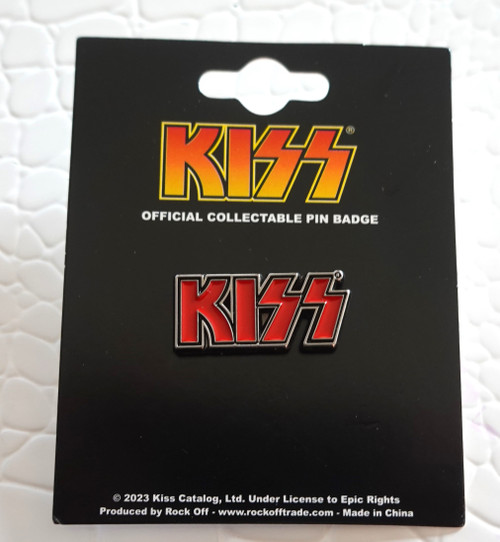 KISS®
OFFICIAL COLLECTABLE PIN BADGE
KISS®
© 2023 Kiss Catalog, Ltd. Under License to Epic Rights
Produced by Rock Off - www.rockofftrade.com - Made in China